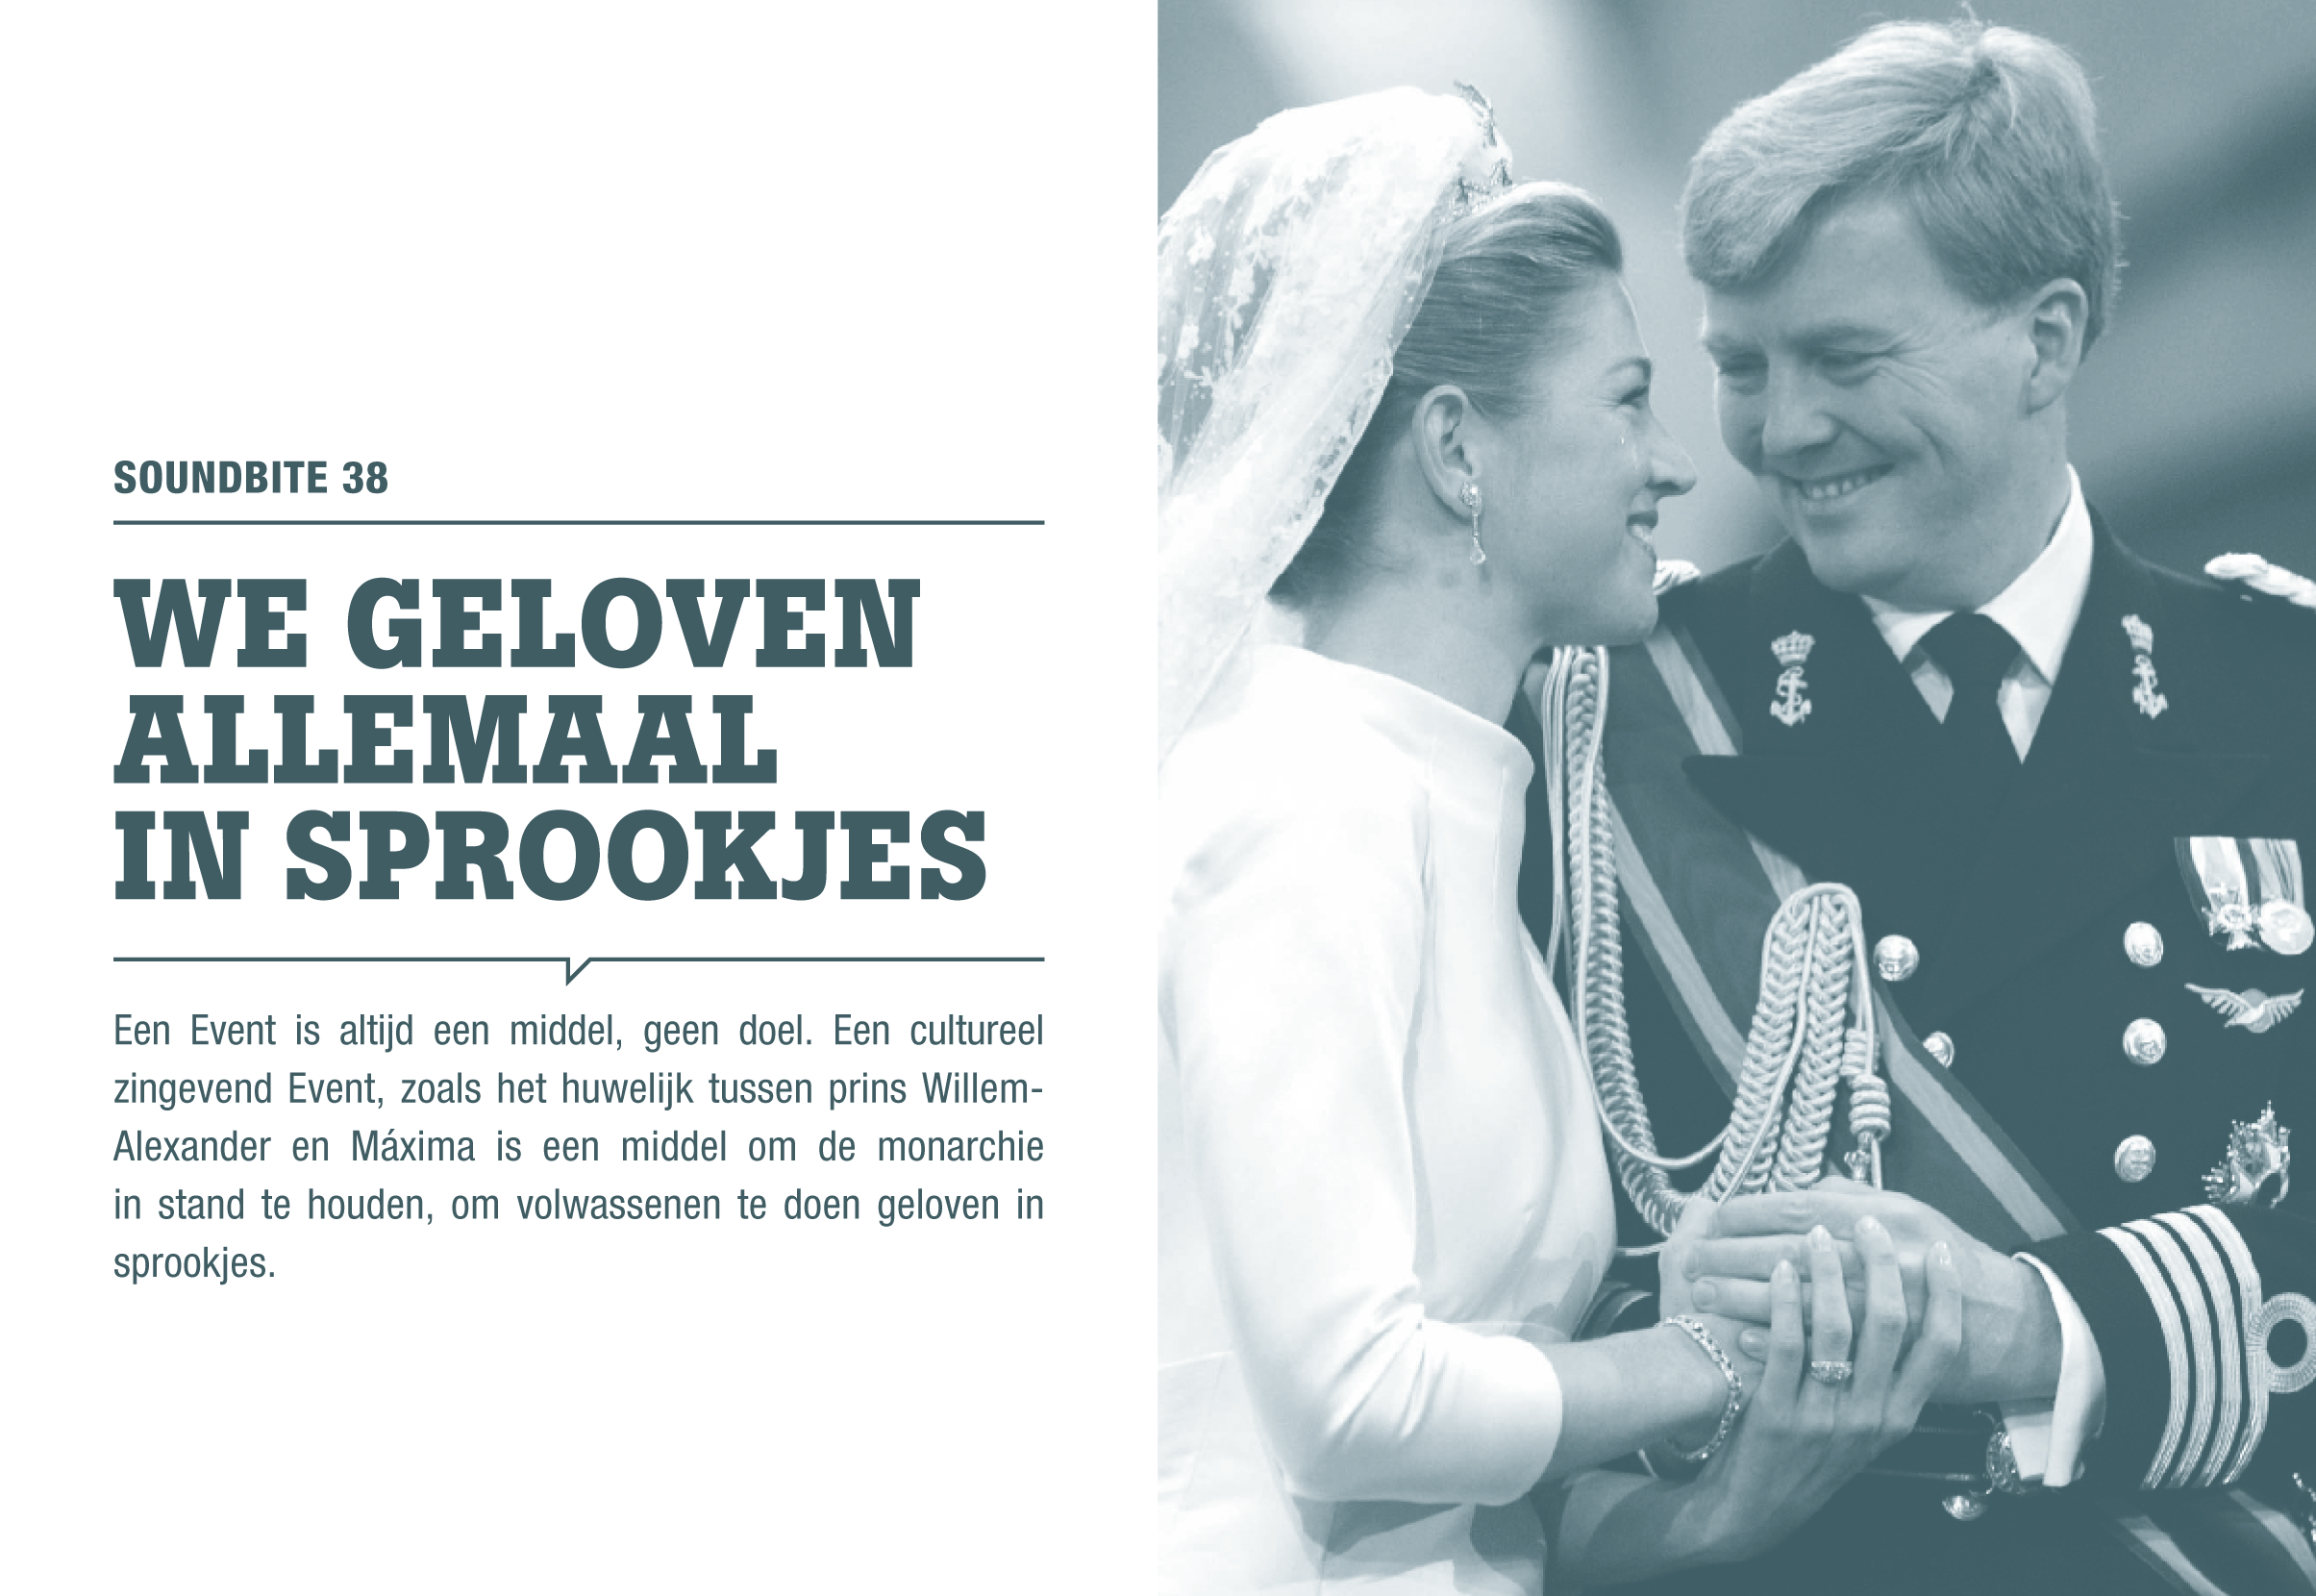 SOUNDBITE 38
WE GELOVEN
ALLEMAAL
IN SPROOKJES
Een Event is altijd een middel, geen doel. Een cultureel
zingevend Event, zoals het huwelijk tussen prins Willem-
Alexander en Máxima is een middel om de monarchie
in stand te houden, om volwassenen te doen geloven in
sprookjes.